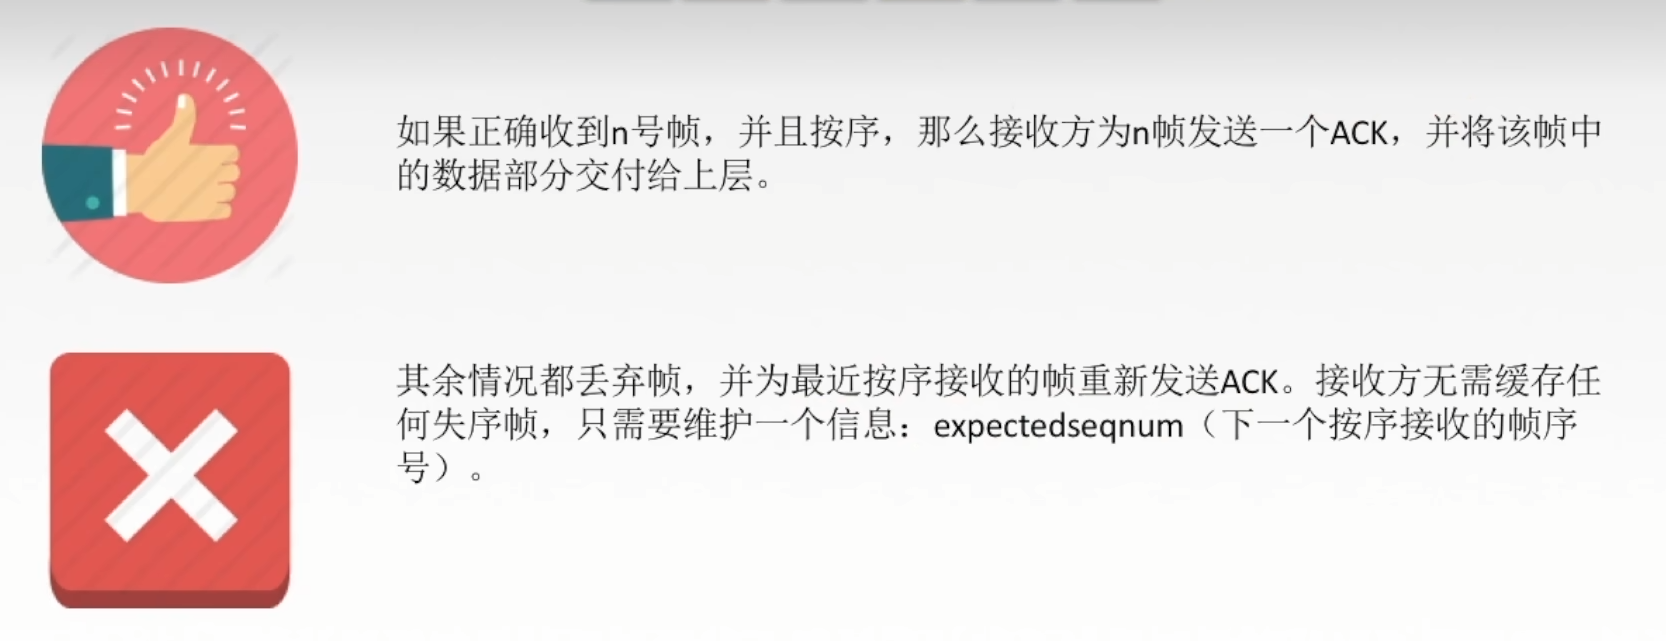 如果正确收到n号帧，并且按序，那么接收方为n帧发送一个ACK，并将该帧中
的数据部分交付给上层。
其余情况都丢弃帧，并为最近按序接收的帧重新发送ACK。接收方无需缓存任
何失序帧，只需要维护一个信息：expectedseqnum（下一个按序接收的帧序
号）。